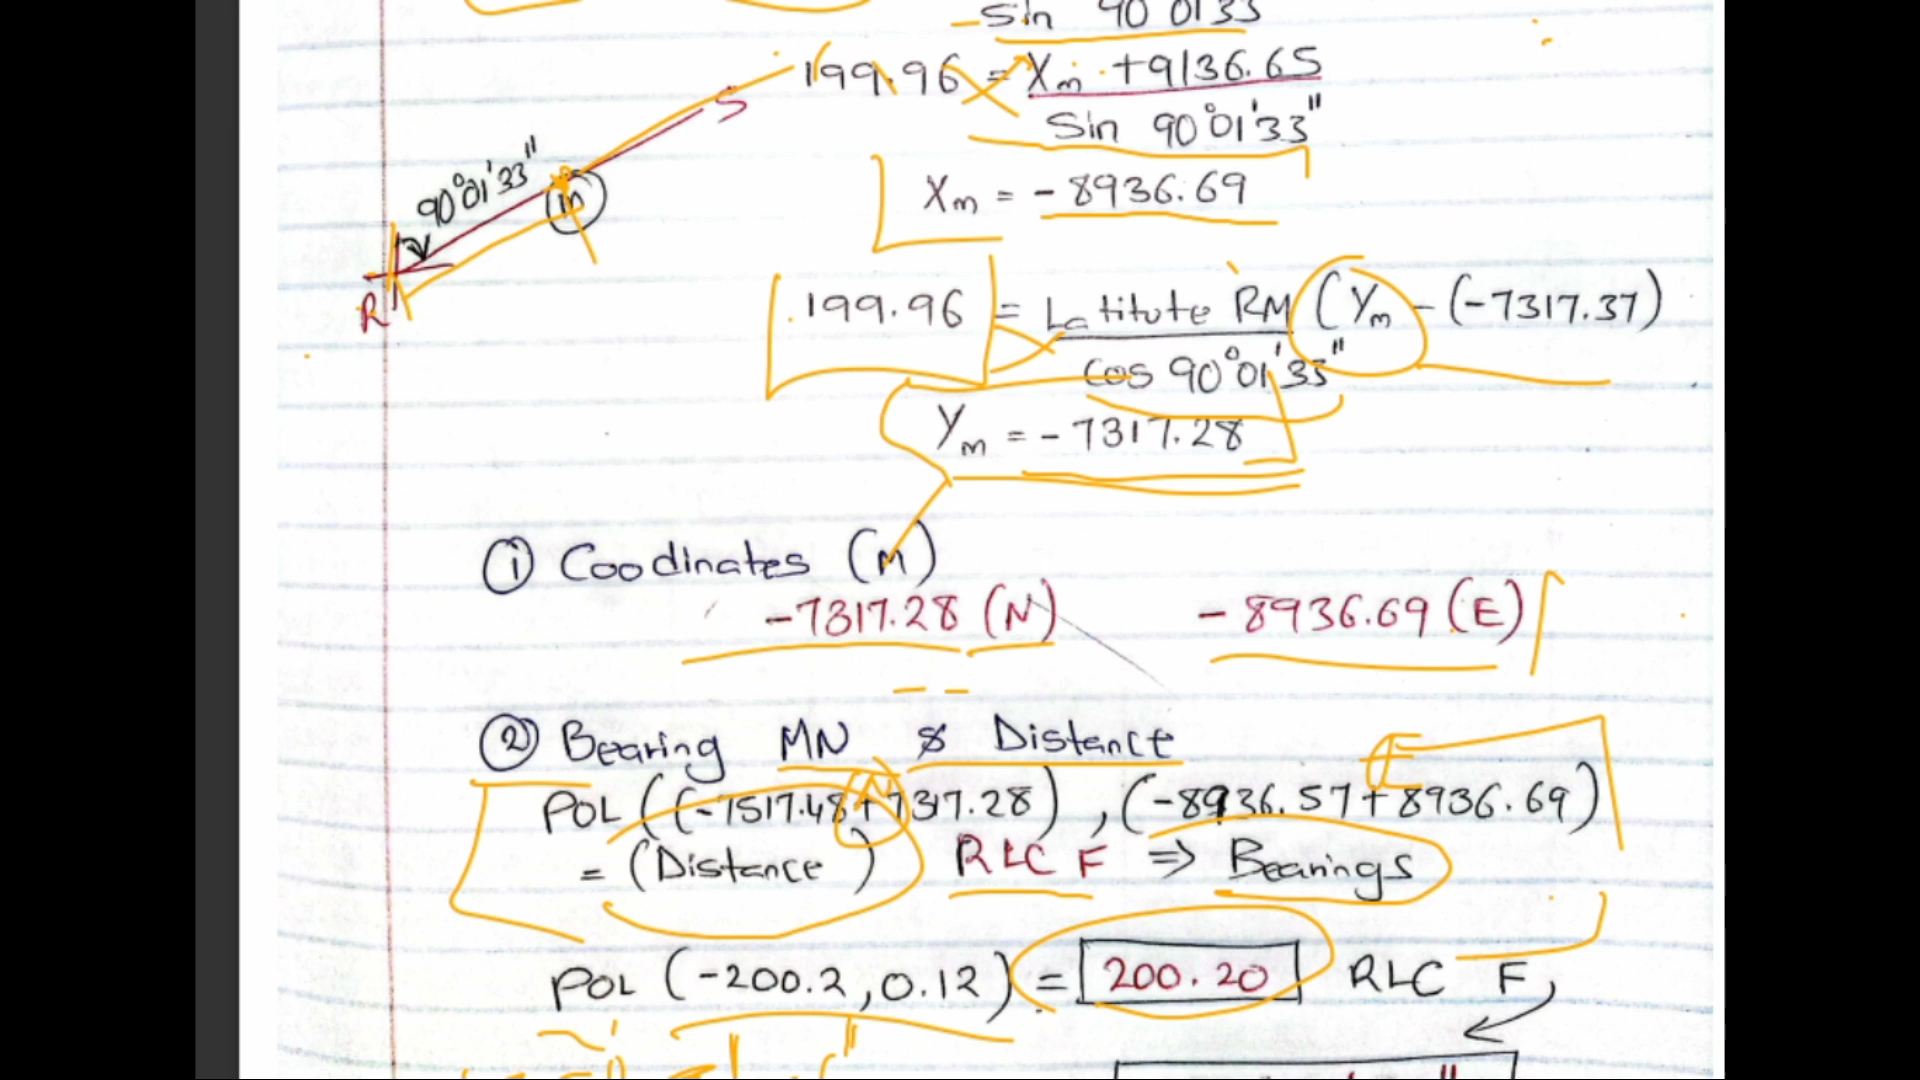 Sin 90°01'33"
199.96 = Xm + 9136.65
Sin 90°01'33"
S
90°01'33"
m
R
Xm = - 8936.69
199.96 = Latitute RM (Ym - (-7317.37)
Cos 90°01'33"
Ym = - 7317.28
① Coodinates (M)
-7317.28 (N) - 8936.69 (E)
② Bearing MN & Distance
N E
POL ((-7517.48+7317.28), (-8936.57+8936.69)
= (Distance) RLC F => Bearings
POL (-200.2, 0.12) = 200.20 RLC F